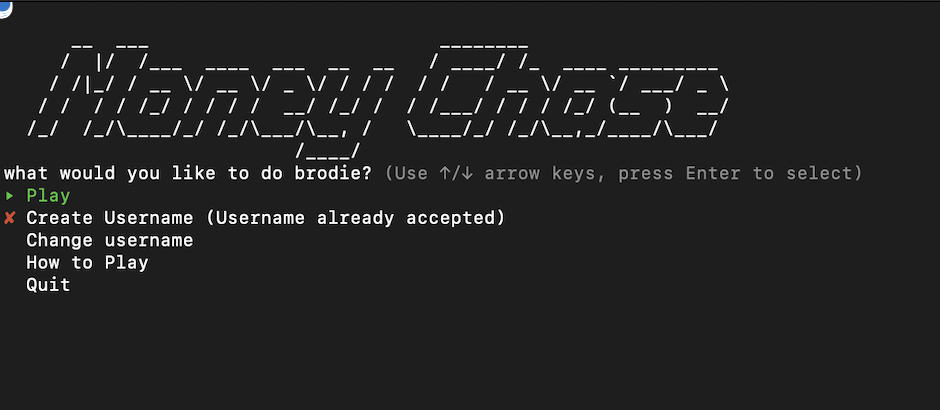 Money Chase
what would you like to do brodie? (Use ↑/↓ arrow keys, press Enter to select)
▸ Play
✘ Create Username (Username already accepted)
Change username
How to Play
Quit